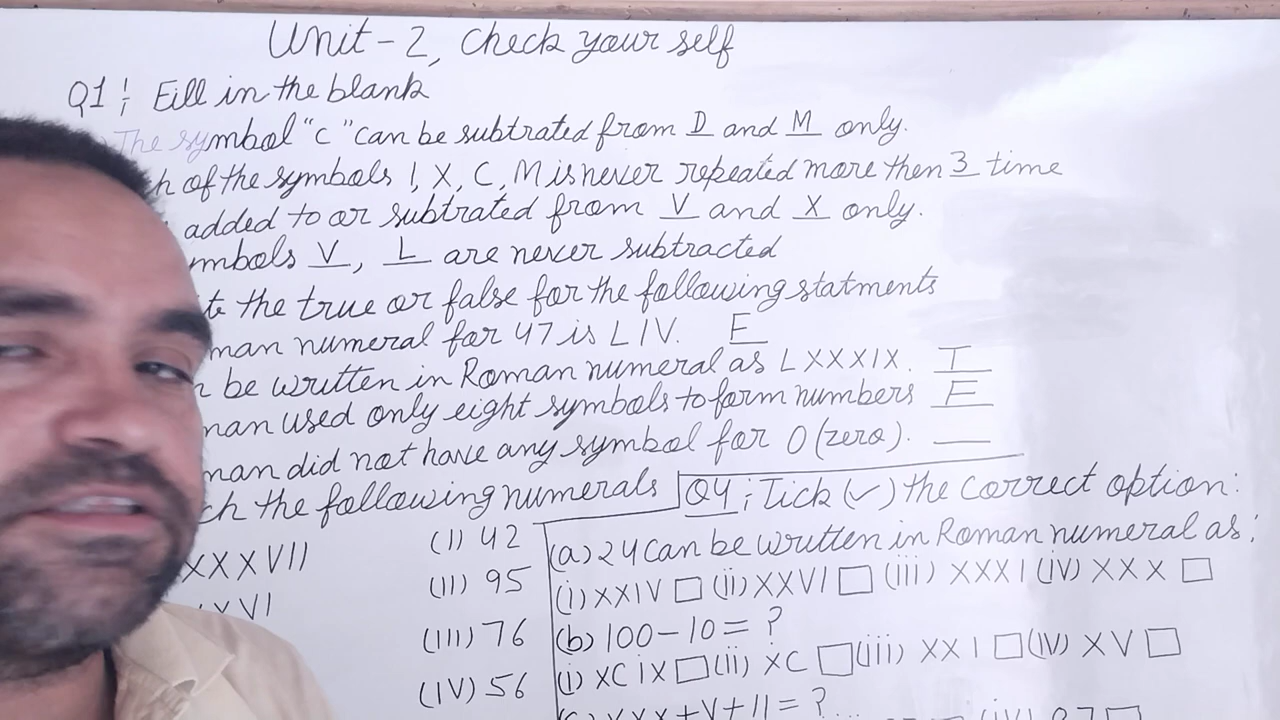 Unit-2, Check your self
Q1; Fill in the blank
The symbol "C" can be subtrated from D and M only.
of the symbols I, X, C, M is never repeated more then 3 time
added to or subtrated from V and X only.
mbols V, L are never subtracted
the true or false for the following statments
man numeral for 47 is LIV. F
be written in Roman numeral as LXXXIX. T
man used only eight symbols to form numbers F
man did not have any symbol for 0 (zero). __
ch the following numerals
XXXVII (I) 42
XVI (II) 95
(III) 76
(IV) 56
Q4; Tick (✓) the correct option:
(a) 24 can be written in Roman numeral as:
(i) XXIV □ (ii) XXVI □ (iii) XXXI (iv) XXX □
(b) 100-10=?
(i) XCIX □ (ii) XC □ (iii) XXI □ (IV) XV □
XXX+V+II=?